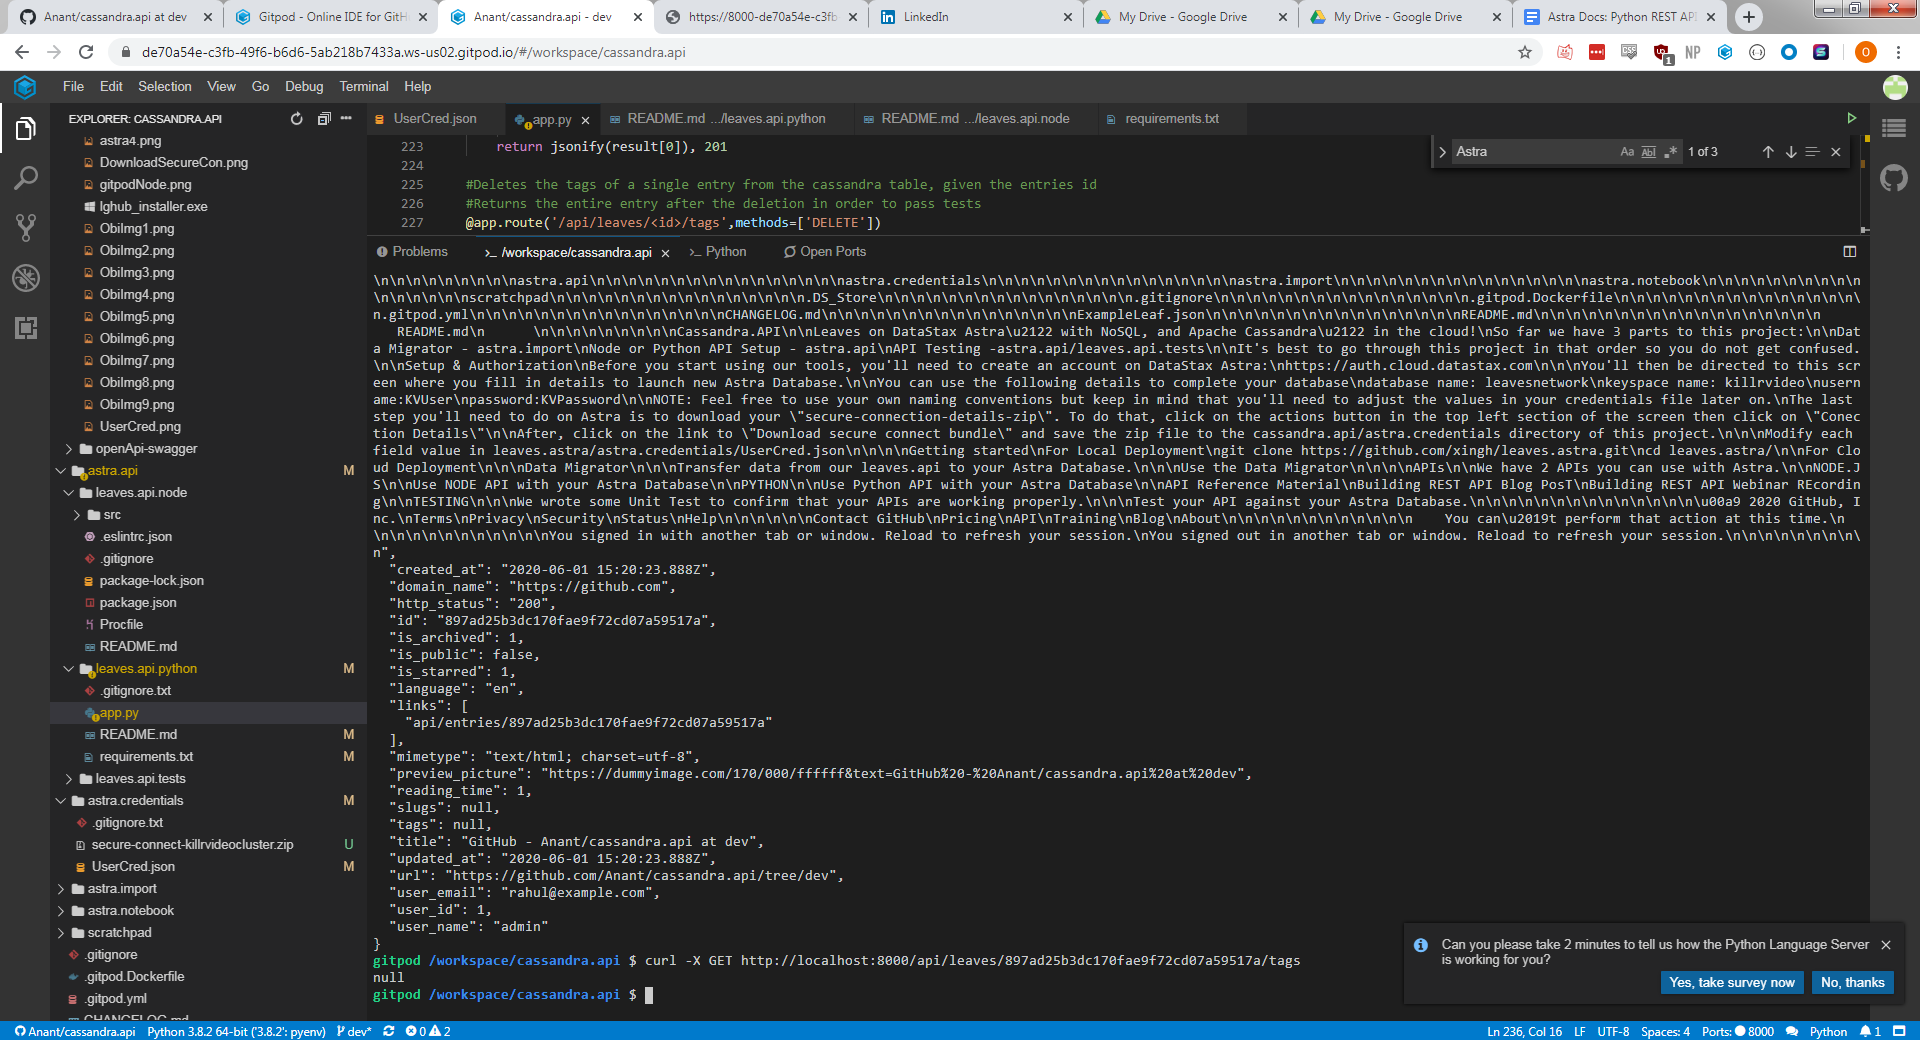 Anant/cassandra.api at dev
Gitpod - Online IDE for GitH
Anant/cassandra.api - dev
https://8000-de70a54e-c3fb
LinkedIn
My Drive - Google Drive
My Drive - Google Drive
Astra Docs: Python REST API
de70a54e-c3fb-49f6-b6d6-5ab218b7433a.ws-us02.gitpod.io/#/workspace/cassandra.api
File Edit Selection View Go Debug Terminal Help
EXPLORER: CASSANDRA.API
astra4.png
DownloadSecureCon.png
gitpodNode.png
lghub_installer.exe
ObiImg1.png
ObiImg2.png
ObiImg3.png
ObiImg4.png
ObiImg5.png
ObiImg6.png
ObiImg7.png
ObiImg8.png
ObiImg9.png
UserCred.png
openApi-swagger
astra.api M
leaves.api.node
src
.eslintrc.json
.gitignore
package-lock.json
package.json
Procfile
README.md
leaves.api.python M
.gitignore.txt
app.py
README.md M
requirements.txt M
leaves.api.tests
astra.credentials M
.gitignore.txt
secure-connect-killrvideocluster.zip U
UserCred.json M
astra.import
astra.notebook
scratchpad
.gitignore
.gitpod.Dockerfile
.gitpod.yml
CHANGELOG.md
UserCred.json
app.py
README.md .../leaves.api.python
README.md .../leaves.api.node
requirements.txt
Astra
Aa Abl .* 1 of 3
223 return jsonify(result[0]), 201
224
225 #Deletes the tags of a single entry from the cassandra table, given the entries id
226 #Returns the entire entry after the deletion in order to pass tests
227 @app.route('/api/leaves/<id>/tags',methods=['DELETE'])
Problems
>_ /workspace/cassandra.api
>_ Python
Open Ports
\n\n\n\n\n\n\n\n\nastra.api\n\n\n\n\n\n\n\n\n\n\n\n\n\n\n\nastra.credentials\n\n\n\n\n\n\n\n\n\n\n\n\n\n\nastra.import\n\n\n\n\n\n\n\n\n\n\n\n\n\n\nastra.notebook\n\n\n\n\n\n\n\n\n\n
\n\n\n\n\n\nscratchpad\n\n\n\n\n\n\n\n\n\n\n\n\n\n\n\n.DS_Store\n\n\n\n\n\n\n\n\n\n\n\n\n\n\n\n.gitignore\n\n\n\n\n\n\n\n\n\n\n\n\n\n\n\n.gitpod.Dockerfile\n\n\n\n\n\n\n\n\n\n\n\n\n\n\n\
n.gitpod.yml\n\n\n\n\n\n\n\n\n\n\n\n\n\n\n\nCHANGELOG.md\n\n\n\n\n\n\n\n\n\n\n\n\n\n\nExampleLeaf.json\n\n\n\n\n\n\n\n\n\n\n\n\n\n\n\nREADME.md\n\n\n\n\n\n\n\n\n\n\n\n\n\n\n\n\n\n
README.md\n \n\n\n\n\n\n\n\nCassandra.API\n\nLeaves on DataStax Astra\u2122 with NoSQL, and Apache Cassandra\u2122 in the cloud!\nSo far we have 3 parts to this project:\n\nDat
a Migrator - astra.import\nNode or Python API Setup - astra.api\nAPI Testing -astra.api/leaves.api.tests\n\nIt's best to go through this project in that order so you do not get confused.
\n\nSetup & Authorization\nBefore you start using our tools, you'll need to create an account on DataStax Astra:\nhttps://auth.cloud.datastax.com\n\n\nYou'll then be directed to this scr
een where you fill in details to launch new Astra Database.\n\nYou can use the following details to complete your database\ndatabase name: leavesnetwork\nkeyspace name: killrvideo\nusern
ame:KVUser\npassword:KVPassword\n\nNOTE: Feel free to use your own naming conventions but keep in mind that you'll need to adjust the values in your credentials file later on.\nThe last
step you'll need to do on Astra is to download your \"secure-connection-details-zip\". To do that, click on the actions button in the top left section of the screen then click on \"Conec
tion Details\"\n\nAfter, click on the link to \"Download secure connect bundle\" and save the zip file to the cassandra.api/astra.credentials directory of this project.\n\n\nModify each
field value in leaves.astra/astra.credentials/UserCred.json\n\n\n\nGetting started\nFor Local Deployment\ngit clone https://github.com/xingh/leaves.astra.git\ncd leaves.astra/\n\nFor Clo
ud Deployment\n\n\nData Migrator\n\n\nTransfer data from our leaves.api to your Astra Database.\n\n\nUse the Data Migrator\n\n\n\nAPIs\n\nWe have 2 APIs you can use with Astra.\n\nNODE.J
S\n\nUse NODE API with your Astra Database\n\nPYTHON\n\nUse Python API with your Astra Database\n\nAPI Reference Material\nBuilding REST API Blog PosT\nBuilding REST API Webinar REcordin
g\n\nTESTING\n\n\nWe wrote some Unit Test to confirm that your APIs are working properly.\n\n\nTest your API against your Astra Database.\n\n\n\n\n\n\n\n\n\n\n\n\n\n\n\u00a9 2020 GitHub, I
nc.\nTerms\nPrivacy\nSecurity\nStatus\nHelp\n\n\n\n\n\nContact GitHub\nPricing\nAPI\nTraining\nBlog\nAbout\n\n\n\n\n\n\n\n\n\n\n\n You can\u2019t perform that action at this time.\n
\n\n\n\n\n\n\n\n\n\n\nYou signed in with another tab or window. Reload to refresh your session.\nYou signed out in another tab or window. Reload to refresh your session.\n\n\n\n\n\n\n\n\
n",
"created_at": "2020-06-01 15:20:23.888Z",
"domain_name": "https://github.com",
"http_status": "200",
"id": "897ad25b3dc170fae9f72cd07a59517a",
"is_archived": 1,
"is_public": false,
"is_starred": 1,
"language": "en",
"links": [
"api/entries/897ad25b3dc170fae9f72cd07a59517a"
],
"mimetype": "text/html; charset=utf-8",
"preview_picture": "https://dummyimage.com/170/000/ffffff&text=GitHub%20-%20Anant/cassandra.api%20at%20dev",
"reading_time": 1,
"slugs": null,
"tags": null,
"title": "GitHub - Anant/cassandra.api at dev",
"updated_at": "2020-06-01 15:20:23.888Z",
"url": "https://github.com/Anant/cassandra.api/tree/dev",
"user_email": "rahul@example.com",
"user_id": 1,
"user_name": "admin"
}
gitpod /workspace/cassandra.api $ curl -X GET http://localhost:8000/api/leaves/897ad25b3dc170fae9f72cd07a59517a/tags
null
gitpod /workspace/cassandra.api $
Can you please take 2 minutes to tell us how the Python Language Server
is working for you?
Yes, take survey now
No, thanks
Anant/cassandra.api Python 3.8.2 64-bit ('3.8.2': pyenv) dev* 0 2
Ln 236, Col 16 LF UTF-8 Spaces: 4 Ports: 8000 Python 1